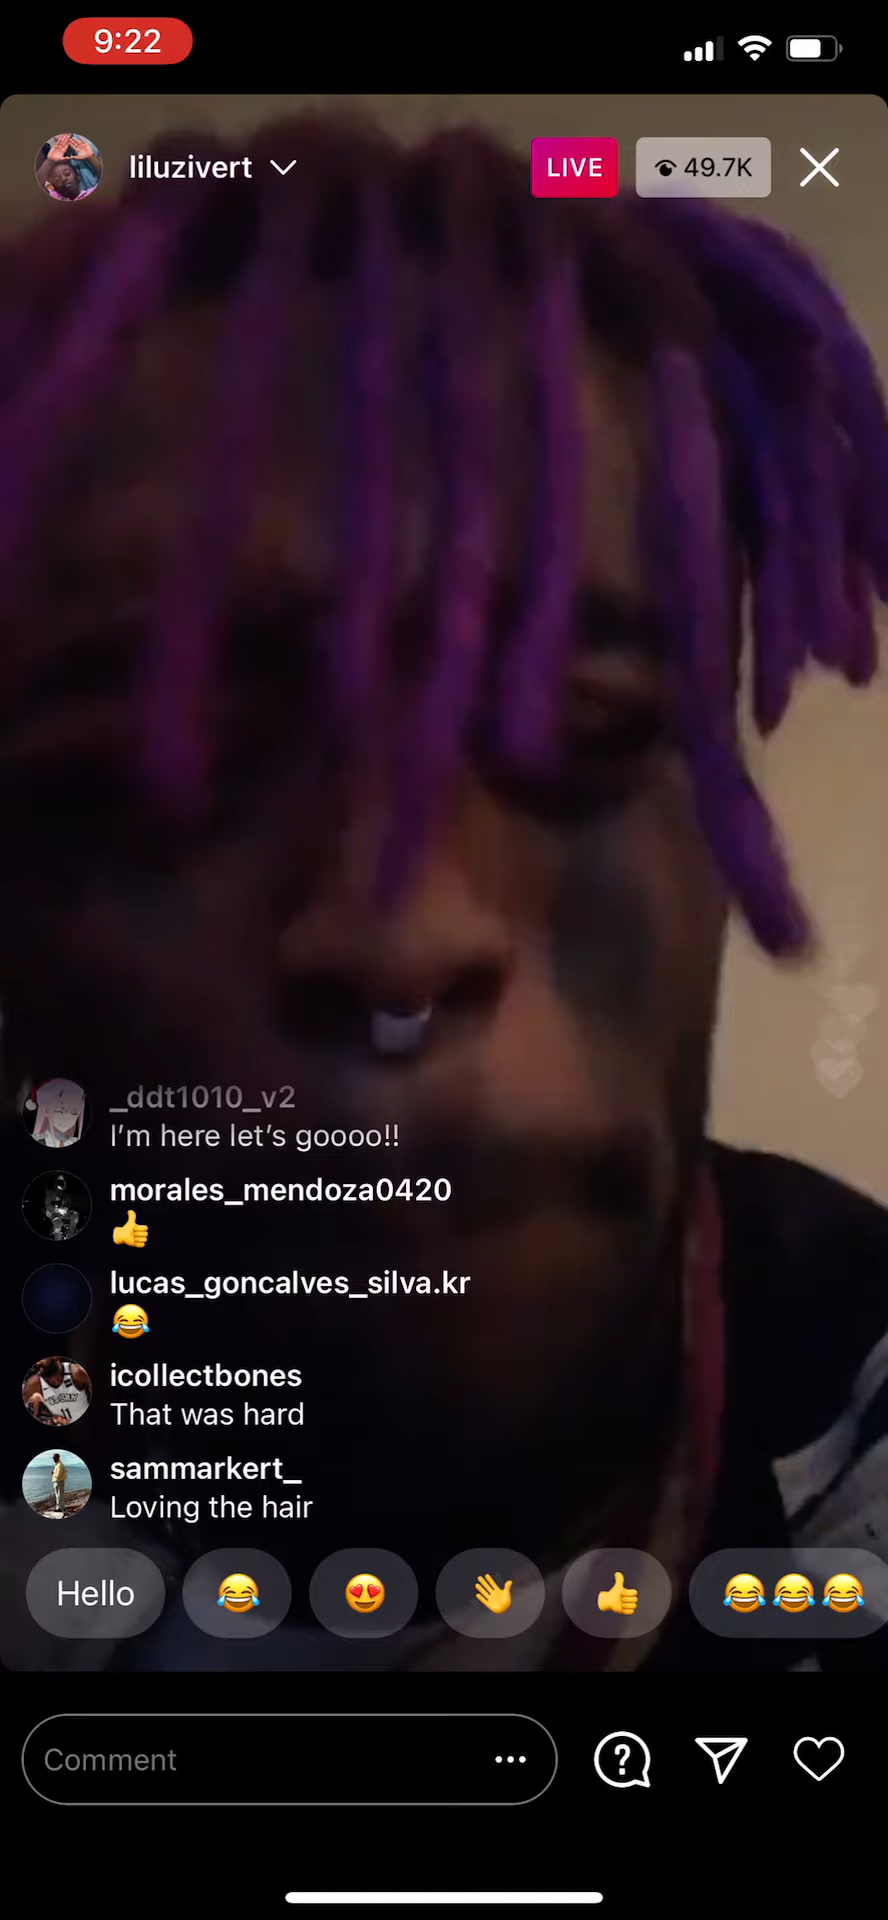 9:22
liluzivert
LIVE
49.7K
_ddt1010_v2
I'm here let's goooo!!
morales_mendoza0420
👍
lucas_goncalves_silva.kr
😂
icollectbones
That was hard
sammarkert_
Loving the hair
Hello 😂 😍 👋 👍 😂😂😂
Comment